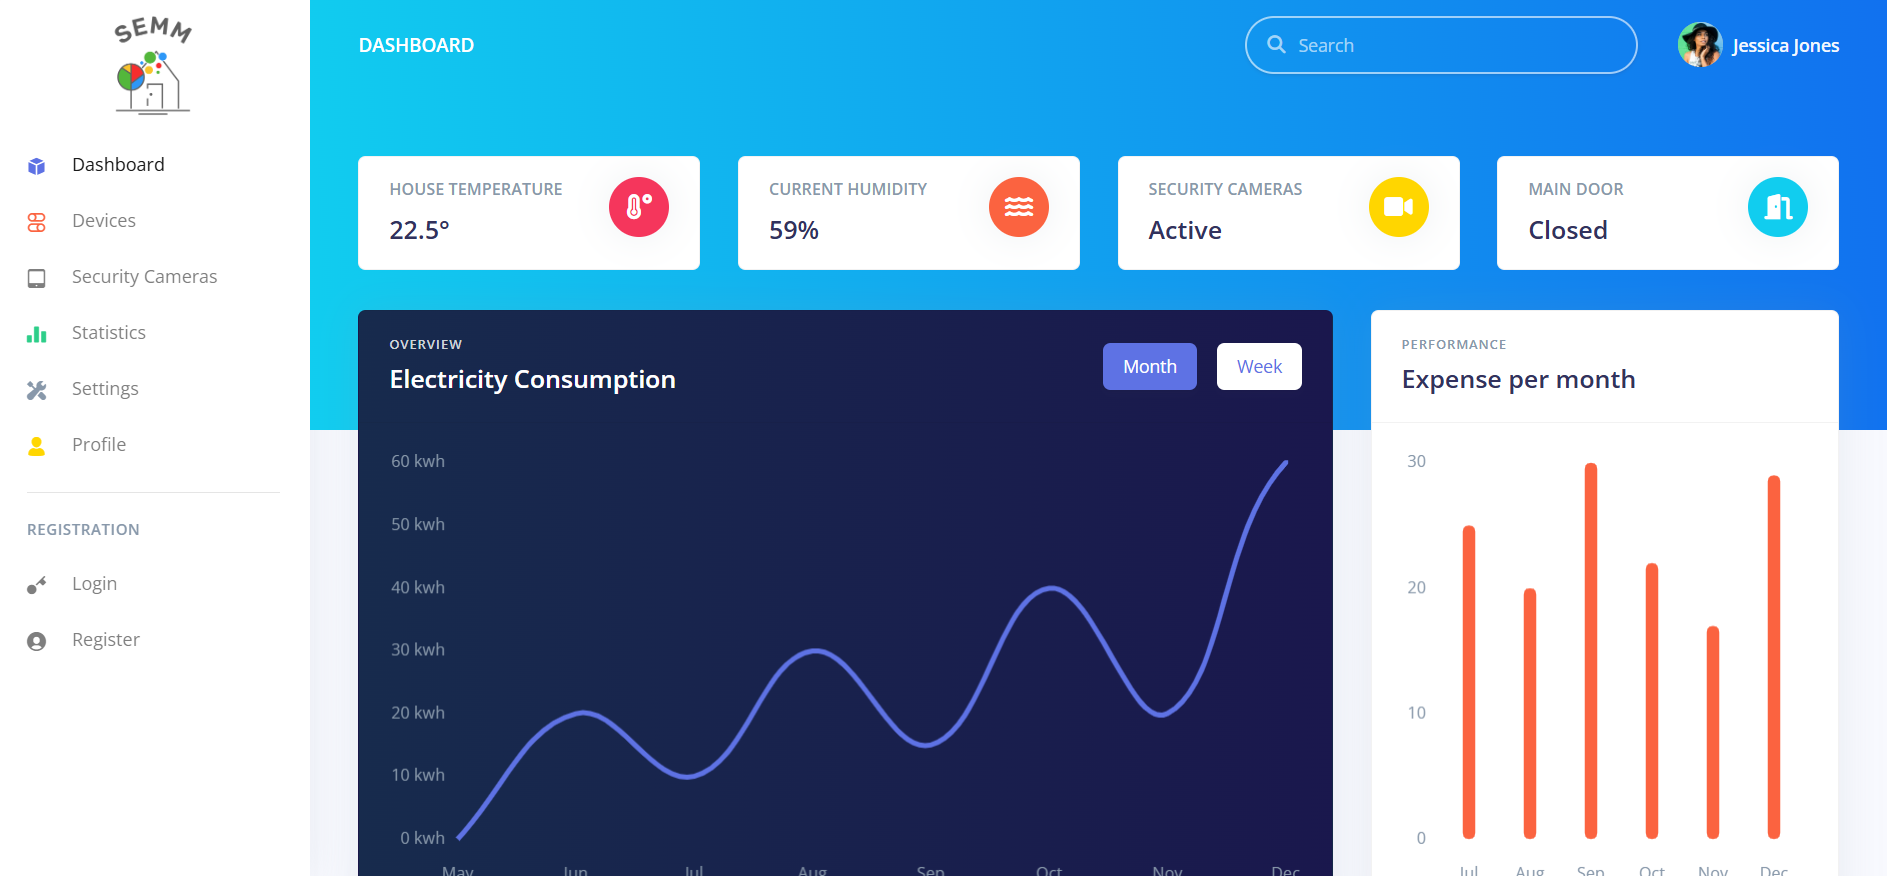 SEMM
Dashboard
Devices
Security Cameras
Statistics
Settings
Profile
REGISTRATION
Login
Register
DASHBOARD
Search
Jessica Jones
HOUSE TEMPERATURE
22.5°
CURRENT HUMIDITY
59%
SECURITY CAMERAS
Active
MAIN DOOR
Closed
OVERVIEW
Electricity Consumption
Month
Week
60 kwh
50 kwh
40 kwh
30 kwh
20 kwh
10 kwh
0 kwh
May Jun Jul Aug Sep Oct Nov Dec
PERFORMANCE
Expense per month
30
20
10
0
Jul Aug Sep Oct Nov Dec